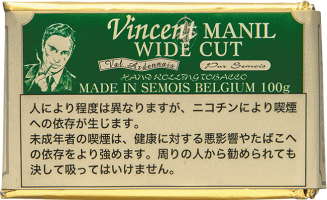 Vincent MANIL
WIDE CUT
Val Ardennais Pur Semois
HAND ROLLING TOBACCO
MADE IN SEMOIS BELGIUM 100g
人により程度は異なりますが、ニコチンにより喫煙
への依存が生じます。
未成年者の喫煙は、健康に対する悪影響やたばこへ
の依存をより強めます。周りの人から勧められても
決して吸ってはいけません。